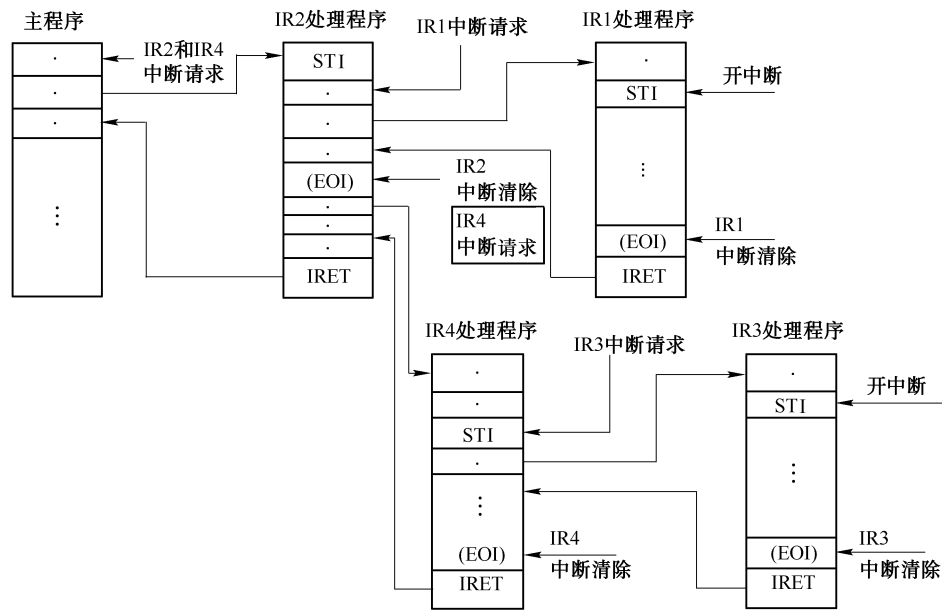 主程序
IR2和IR4
中断请求
IR2处理程序
STI
(EOI)
IRET
IR1中断请求
IR2
中断清除
IR4
中断请求
IR1处理程序
STI
(EOI)
IRET
开中断
IR1
中断清除
IR4处理程序
STI
(EOI)
IRET
IR3中断请求
IR4
中断清除
IR3处理程序
STI
(EOI)
IRET
开中断
IR3
中断清除